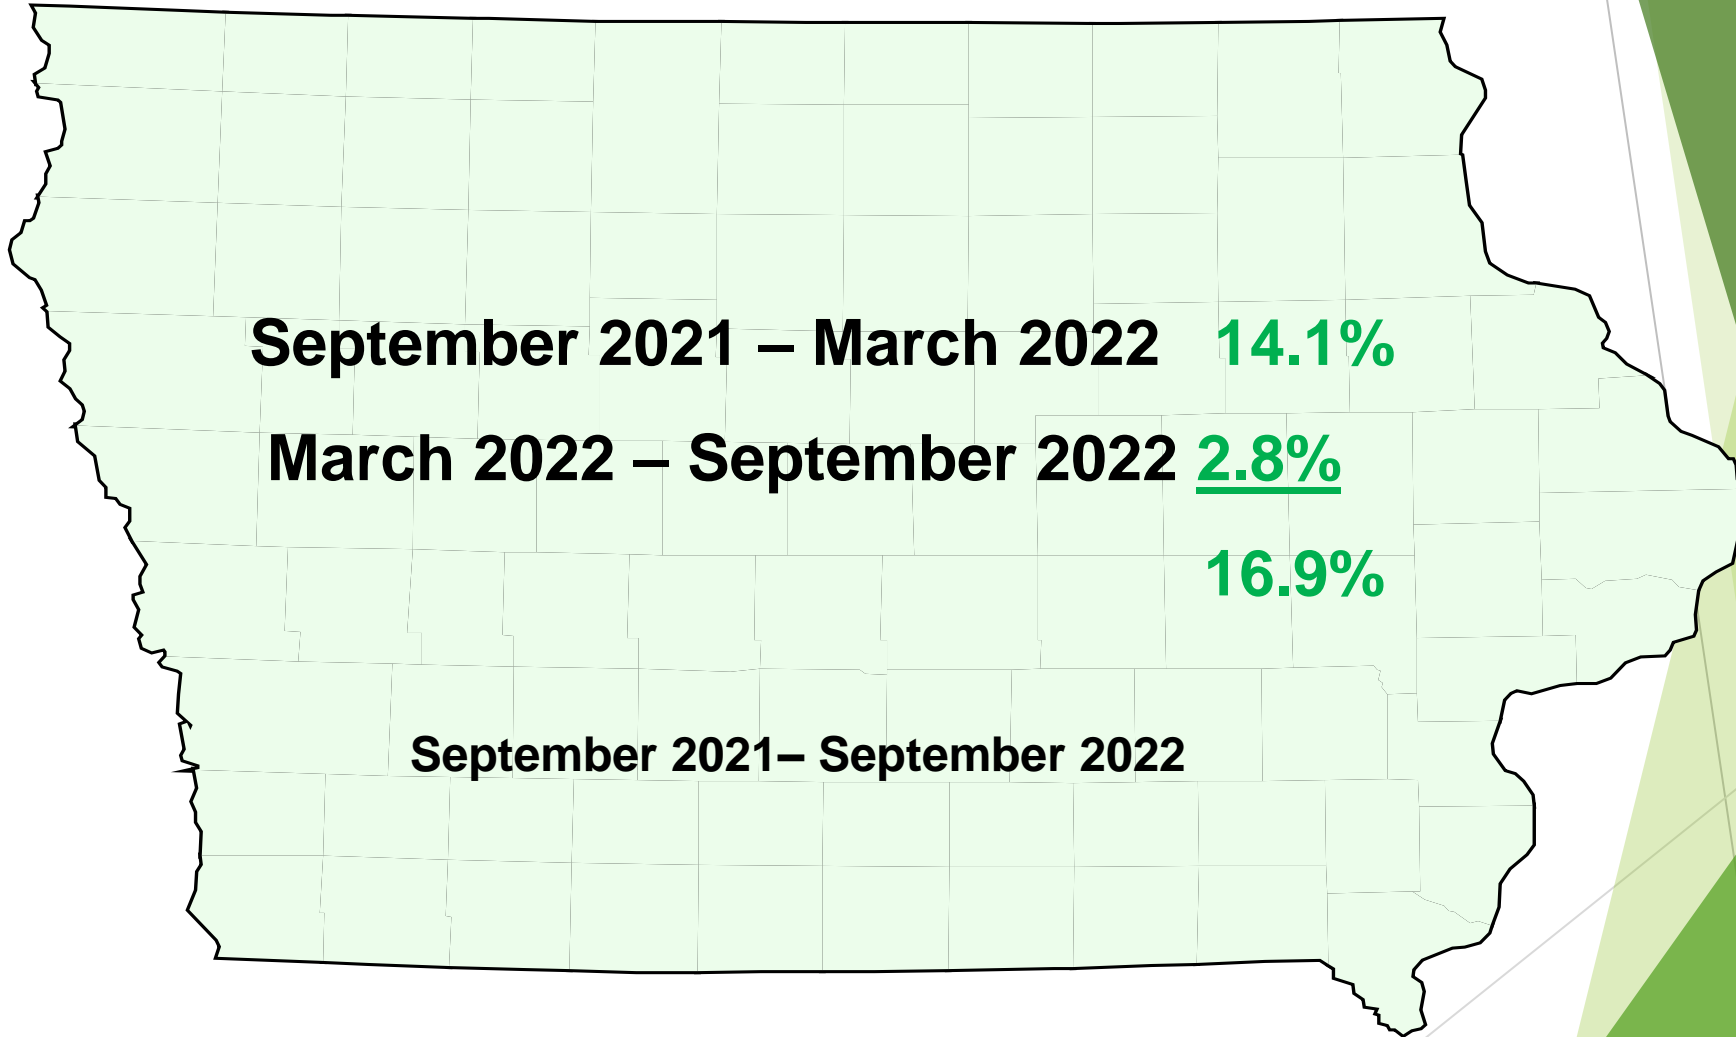 September 2021 – March 2022 14.1%
March 2022 – September 2022 2.8%
16.9%
September 2021– September 2022